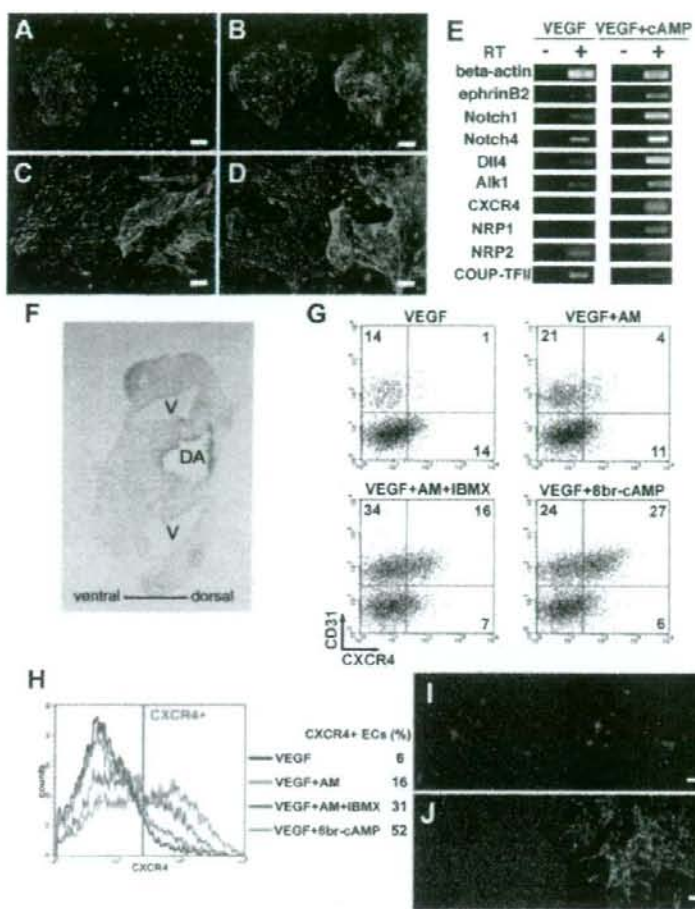 A
B
C
D
E
VEGF VEGF+cAMP
RT - + - +
beta-actin
ephrinB2
Notch1
Notch4
Dll4
Alk1
CXCR4
NRP1
NRP2
COUP-TFII
F
V
DA
V
ventral dorsal
G
VEGF
14 1
14
VEGF+AM
21 4
11
VEGF+AM+IBMX
34 16
7
VEGF+8br-cAMP
24 27
6
CD31
CXCR4
H
CXCR4+
counts
CXCR4
CXCR4+ ECs (%)
VEGF 6
VEGF+AM 16
VEGF+AM+IBMX 31
VEGF+8br-cAMP 52
I
J